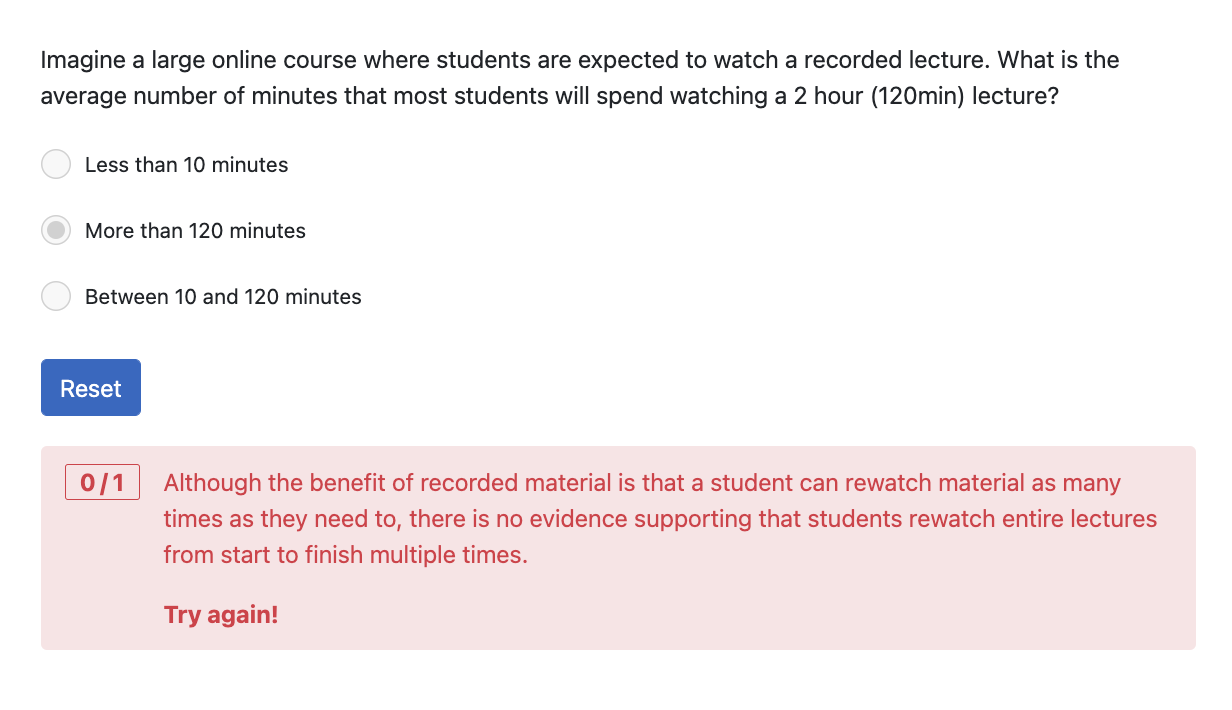 Imagine a large online course where students are expected to watch a recorded lecture. What is the
average number of minutes that most students will spend watching a 2 hour (120min) lecture?
Less than 10 minutes
More than 120 minutes
Between 10 and 120 minutes
Reset
0/1
Although the benefit of recorded material is that a student can rewatch material as many
times as they need to, there is no evidence supporting that students rewatch entire lectures
from start to finish multiple times.
Try again!